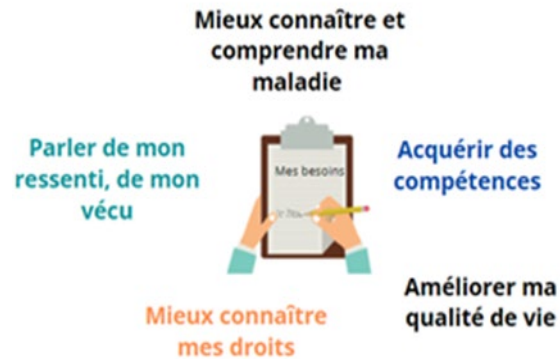 Mieux connaître et
comprendre ma
maladie
Parler de mon
ressenti, de mon
vécu
Mes besoins
Acquérir des
compétences
Améliorer ma
qualité de vie
Mieux connaître
mes droits